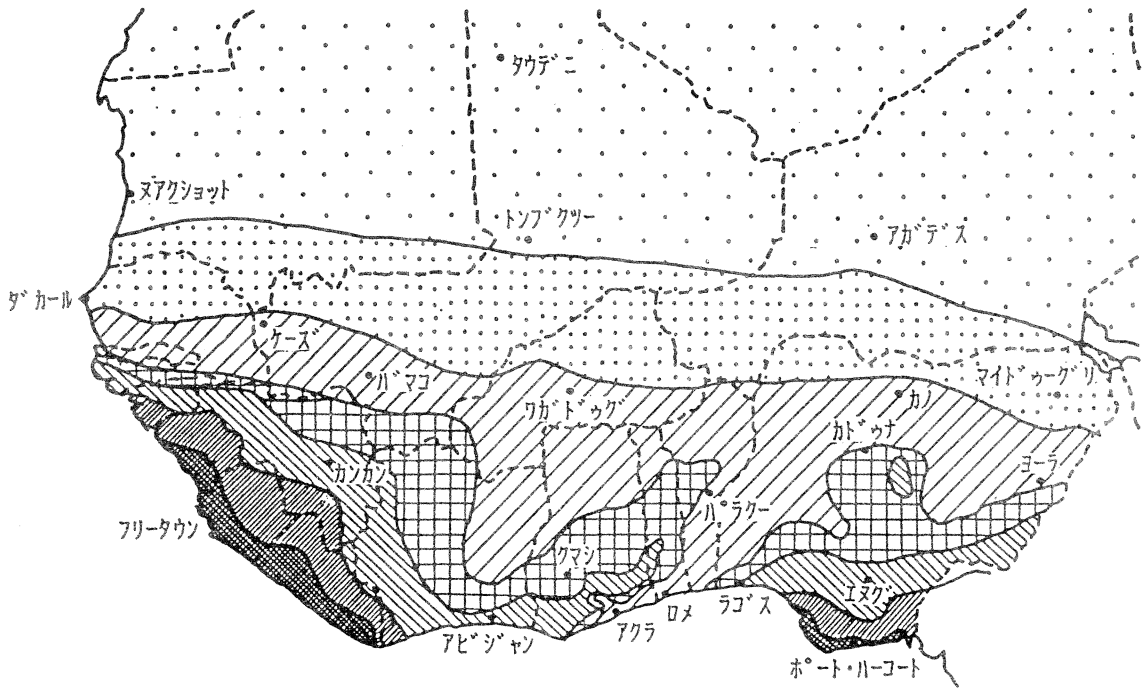 タウデニ
ヌアクショット
トンブクツー
アガデス
ダカール
ケーズ
バマコ
ワガドゥグ
カノ
マイドゥーグリ
カドゥナ
ヨーラ
カンカン
パラクー
フリータウン
クマシ
エヌグ
ラゴス
ロメ
アクラ
アビジャン
ポート・ハーコート